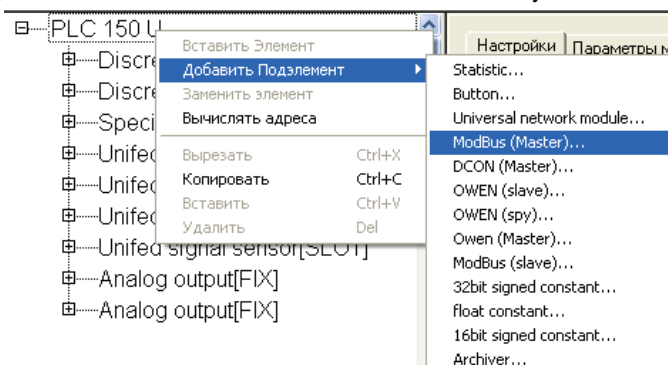 PLC 150 U
Discre
Discre
Speci
Unifed
Unifed
Unifed
Unifed signal sensor[SLOT]
Analog output[FIX]
Analog output[FIX]
Вставить Элемент
Добавить Подэлемент
Заменить элемент
Вычислять адреса
Вырезать Ctrl+X
Копировать Ctrl+C
Вставить Ctrl+V
Удалить Del
Настройки Параметры м
Statistic...
Button...
Universal network module...
ModBus (Master)...
DCON (Master)...
OWEN (slave)...
OWEN (spy)...
Owen (Master)...
ModBus (slave)...
32bit signed constant...
float constant...
16bit signed constant...
Archiver...